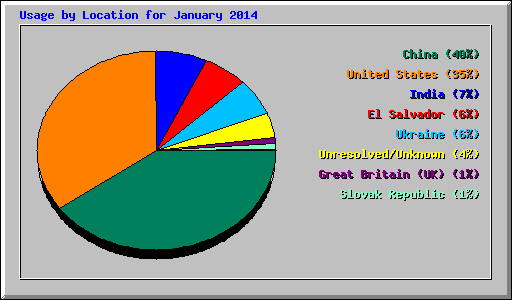 Usage by Location for January 2014
China (40%)
United States (35%)
India (7%)
El Salvador (6%)
Ukraine (6%)
Unresolved/Unknown (4%)
Great Britain (UK) (1%)
Slovak Republic (1%)